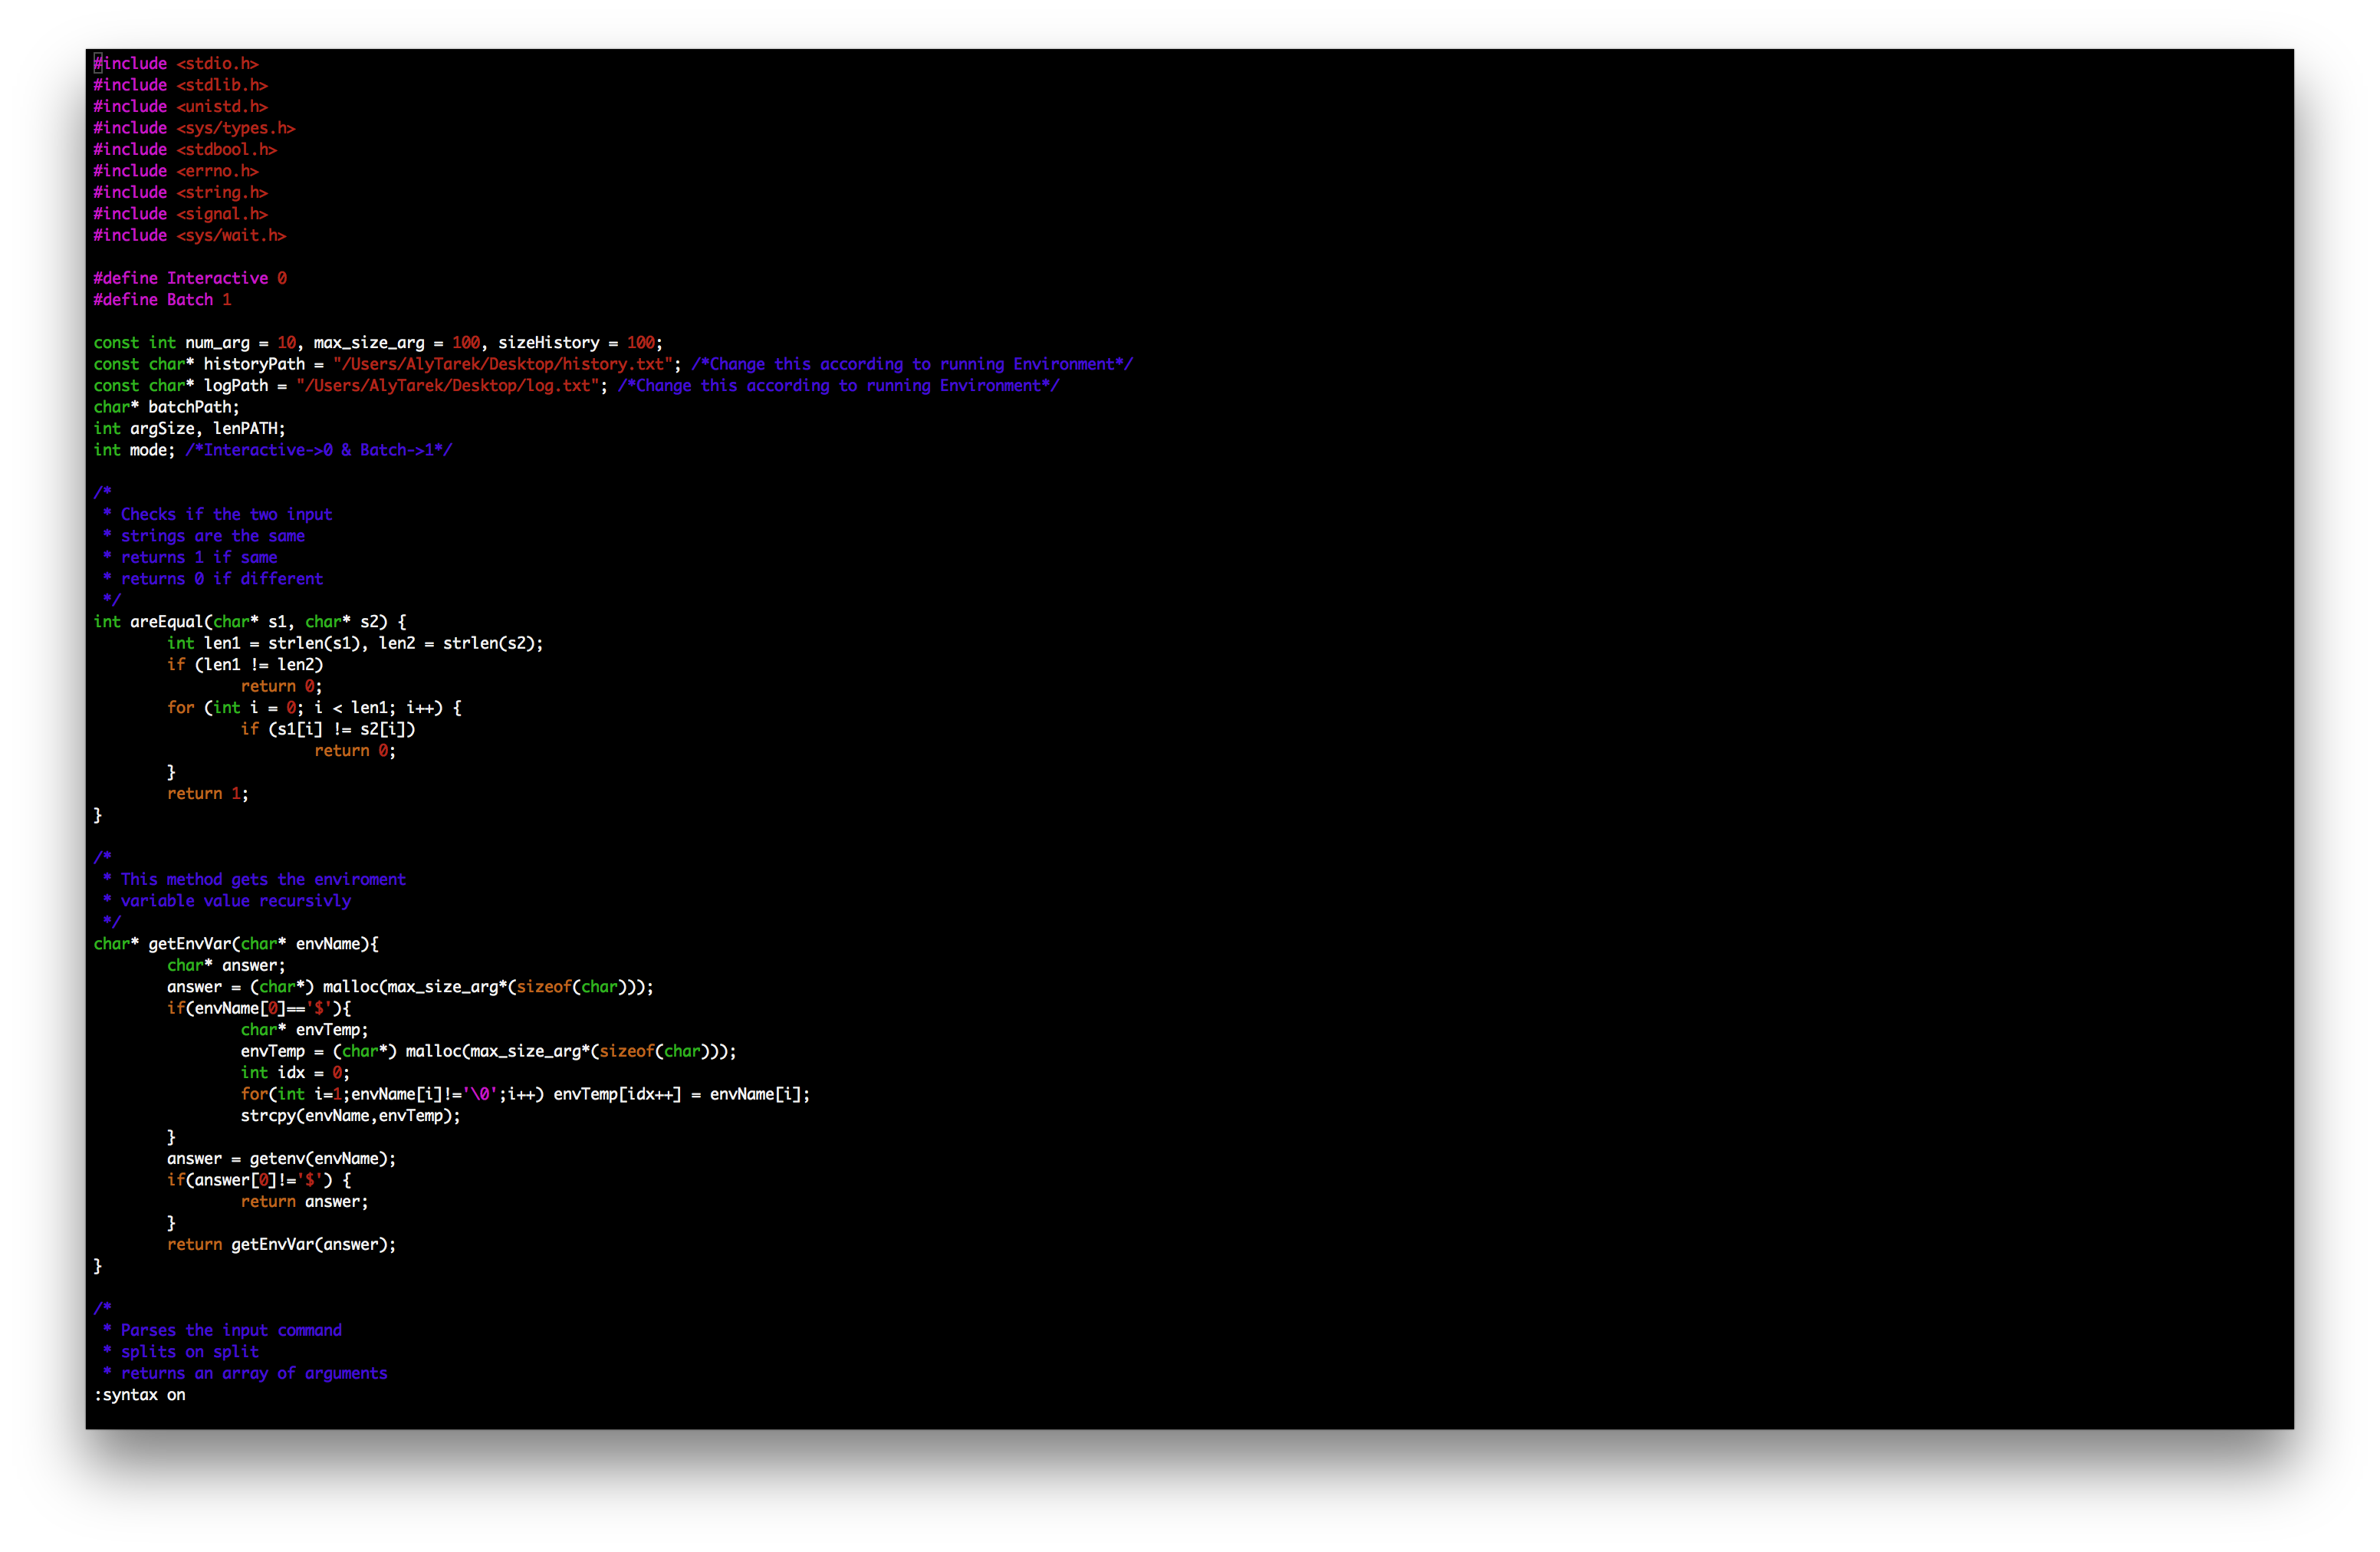 #include <stdio.h>
#include <stdlib.h>
#include <unistd.h>
#include <sys/types.h>
#include <stdbool.h>
#include <errno.h>
#include <string.h>
#include <signal.h>
#include <sys/wait.h>

#define Interactive 0
#define Batch 1

const int num_arg = 10, max_size_arg = 100, sizeHistory = 100;
const char* historyPath = "/Users/AlyTarek/Desktop/history.txt"; /*Change this according to running Environment*/
const char* logPath = "/Users/AlyTarek/Desktop/log.txt"; /*Change this according to running Environment*/
char* batchPath;
int argSize, lenPATH;
int mode; /*Interactive->0 & Batch->1*/

/*
 * Checks if the two input
 * strings are the same
 * returns 1 if same
 * returns 0 if different
 */
int areEqual(char* s1, char* s2) {
        int len1 = strlen(s1), len2 = strlen(s2);
        if (len1 != len2)
                return 0;
        for (int i = 0; i < len1; i++) {
                if (s1[i] != s2[i])
                        return 0;
        }
        return 1;
}

/*
 * This method gets the enviroment
 * variable value recursivly
 */
char* getEnvVar(char* envName){
        char* answer;
        answer = (char*) malloc(max_size_arg*(sizeof(char)));
        if(envName[0]=='$'){
                char* envTemp;
                envTemp = (char*) malloc(max_size_arg*(sizeof(char)));
                int idx = 0;
                for(int i=1;envName[i]!='\0';i++) envTemp[idx++] = envName[i];
                strcpy(envName,envTemp);
        }
        answer = getenv(envName);
        if(answer[0]!='$') {
                return answer;
        }
        return getEnvVar(answer);
}

/*
 * Parses the input command
 * splits on split
 * returns an array of arguments
:syntax on